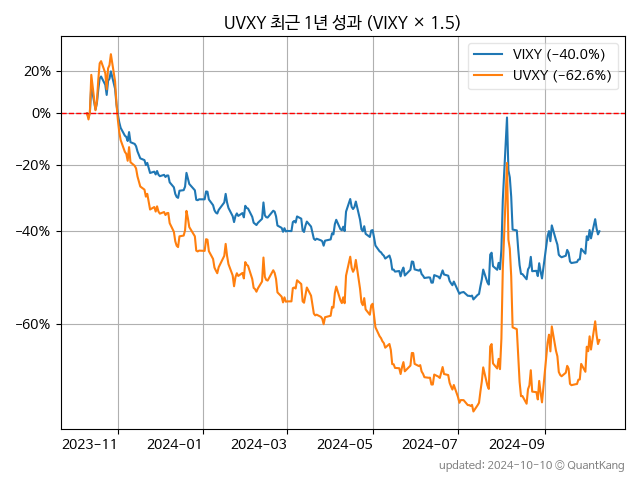 UVXY 최근 1년 성과 (VIXY × 1.5)
VIXY (−40.0%)
UVXY (−62.6%)
20%
0%
−20%
−40%
−60%
2023−11
2024−01
2024−03
2024−05
2024−07
2024−09
updated: 2024-10-10 © QuantKang